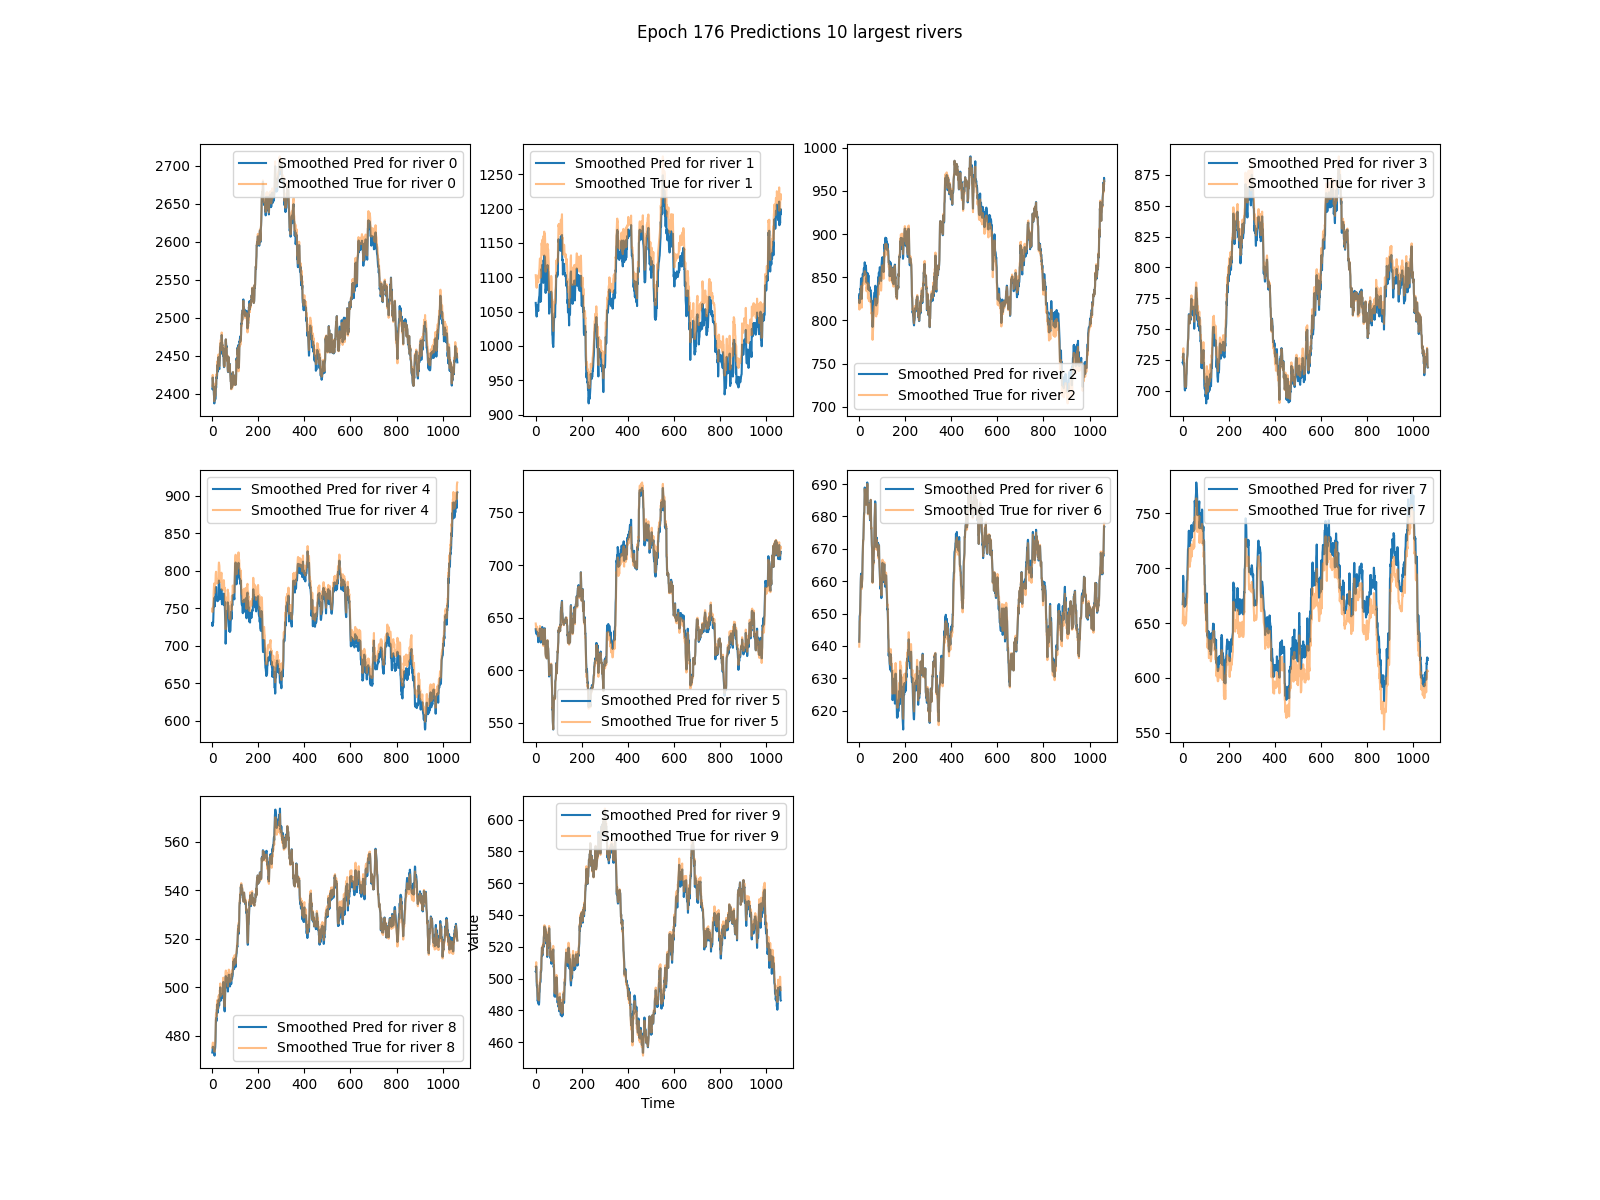 Epoch 176 Predictions 10 largest rivers
Smoothed Pred for river 0
Smoothed True for river 0
2700
2650
2600
2550
2500
2450
2400
0 200 400 600 800 1000
Smoothed Pred for river 1
Smoothed True for river 1
1250
1200
1150
1100
1050
1000
950
900
0 200 400 600 800 1000
1000
950
900
850
800
750
700
Smoothed Pred for river 2
Smoothed True for river 2
0 200 400 600 800 1000
Smoothed Pred for river 3
Smoothed True for river 3
875
850
825
800
775
750
725
700
0 200 400 600 800 1000
Smoothed Pred for river 4
Smoothed True for river 4
900
850
800
750
700
650
600
0 200 400 600 800 1000
750
700
650
600
550
Smoothed Pred for river 5
Smoothed True for river 5
0 200 400 600 800 1000
Smoothed Pred for river 6
Smoothed True for river 6
690
680
670
660
650
640
630
620
0 200 400 600 800 1000
Smoothed Pred for river 7
Smoothed True for river 7
750
700
650
600
550
0 200 400 600 800 1000
560
540
520
500
480
Smoothed Pred for river 8
Smoothed True for river 8
0 200 400 600 800 1000
Value
Smoothed Pred for river 9
Smoothed True for river 9
600
580
560
540
520
500
480
460
0 200 400 600 800 1000
Time